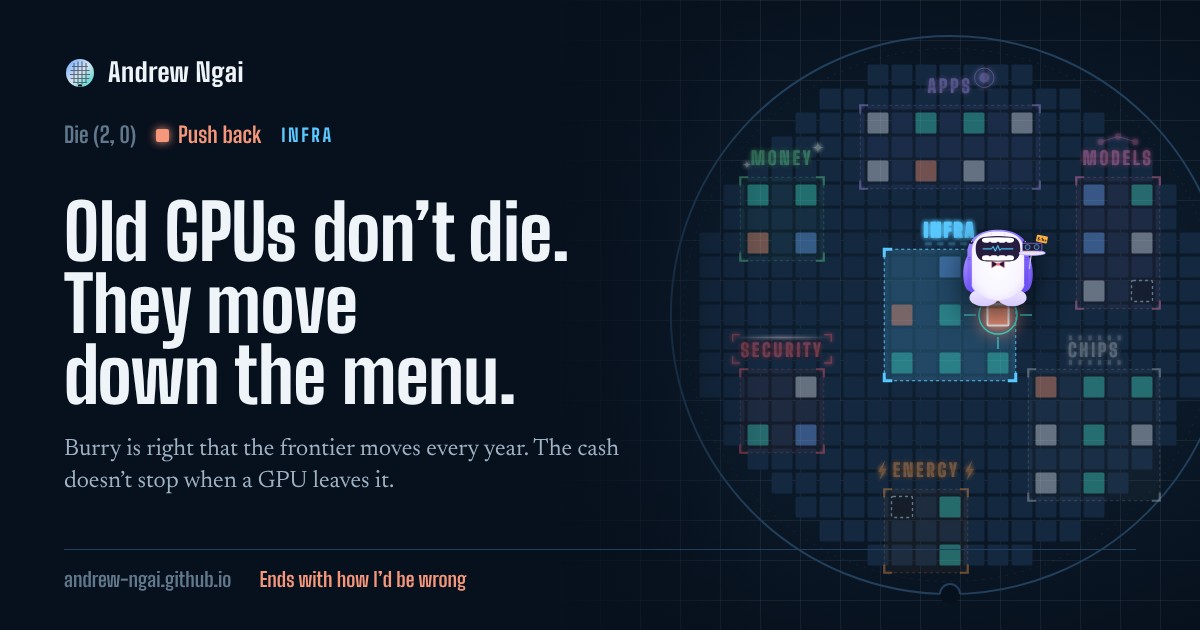 Andrew Ngai
Die (2, 0) Push back INFRA
Old GPUs don’t die.
They move
down the menu.
Burry is right that the frontier moves every year. The cash
doesn’t stop when a GPU leaves it.
andrew-ngai.github.io Ends with how I’d be wrong
APPS
MONEY
MODELS
INFRA
SECURITY
CHIPS
ENERGY